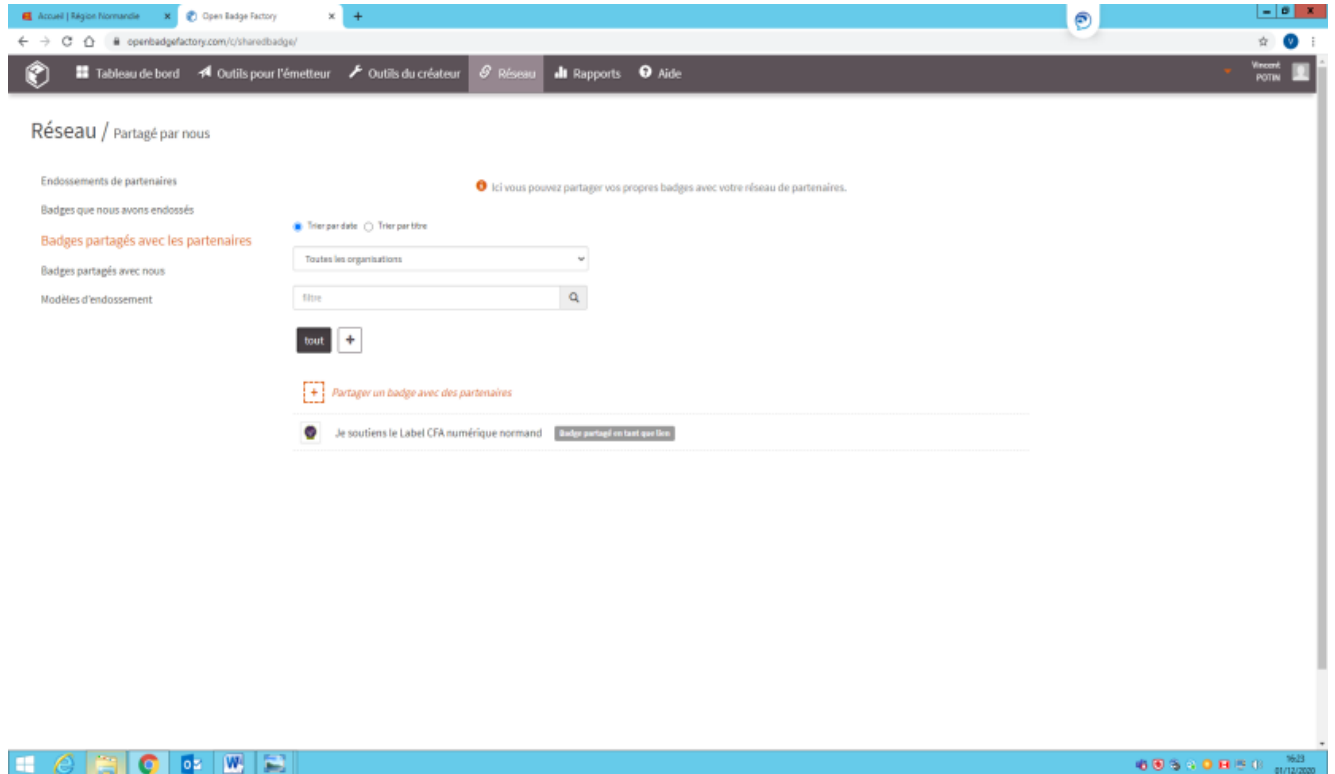 Accueil | Région Normandie
Open Badge Factory
openbadgefactory.com/c/sharedbadge/
V
Tableau de bord
Outils pour l'émetteur
Outils du créateur
Réseau
Rapports
Aide
Vincent
POTIN
Réseau / Partagé par nous
Endossements de partenaires
Badges que nous avons endossés
Badges partagés avec les partenaires
Badges partagés avec nous
Modèles d'endossement
Ici vous pouvez partager vos propres badges avec votre réseau de partenaires.
Trier par date Trier par titre
Toutes les organisations
filtre
tout +
+ Partager un badge avec des partenaires
Je soutiens le Label CFA numérique normand Badge partagé en tant que lien
16:23
01/12/2020